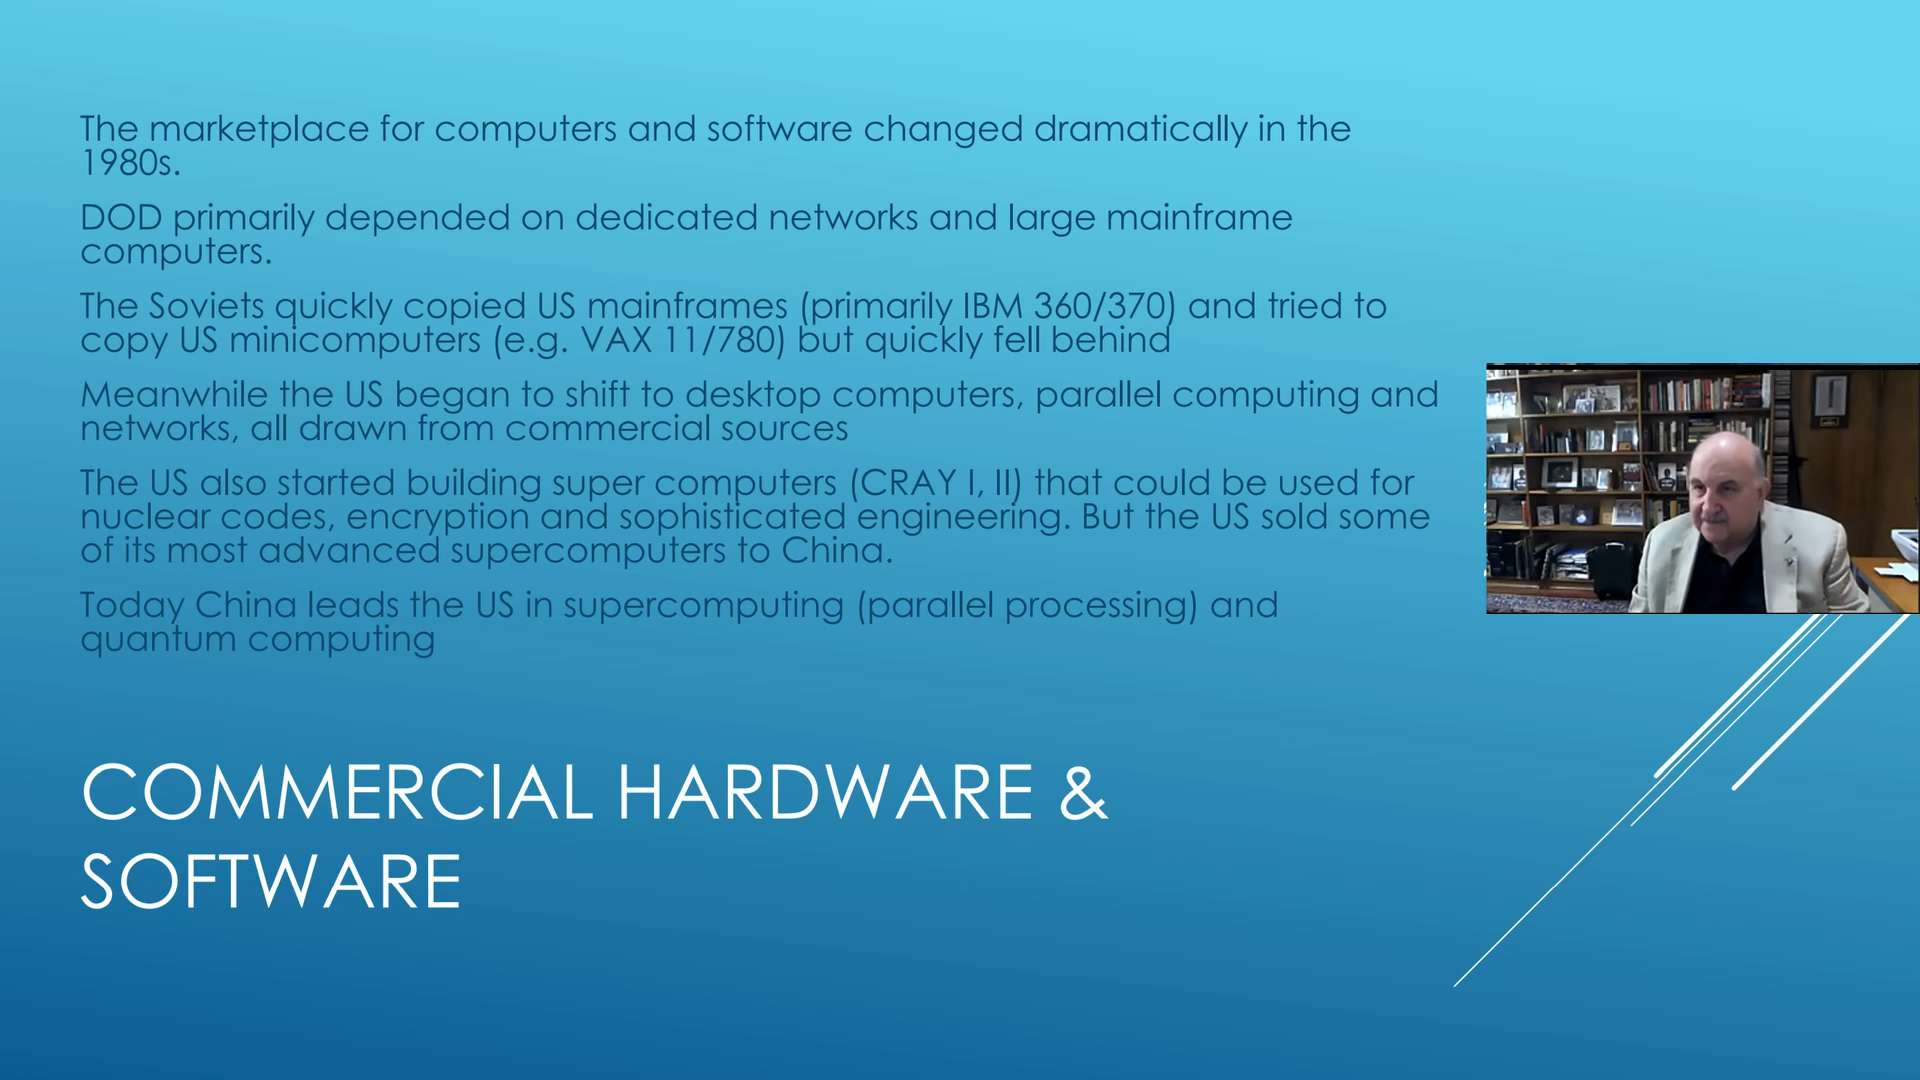 The marketplace for computers and software changed dramatically in the
1980s.
DOD primarily depended on dedicated networks and large mainframe
computers.
The Soviets quickly copied US mainframes (primarily IBM 360/370) and tried to
copy US minicomputers (e.g. VAX 11/780) but quickly fell behind
Meanwhile the US began to shift to desktop computers, parallel computing and
networks, all drawn from commercial sources
The US also started building super computers (CRAY I, II) that could be used for
nuclear codes, encryption and sophisticated engineering. But the US sold some
of its most advanced supercomputers to China.
Today China leads the US in supercomputing (parallel processing) and
quantum computing
COMMERCIAL HARDWARE &
SOFTWARE